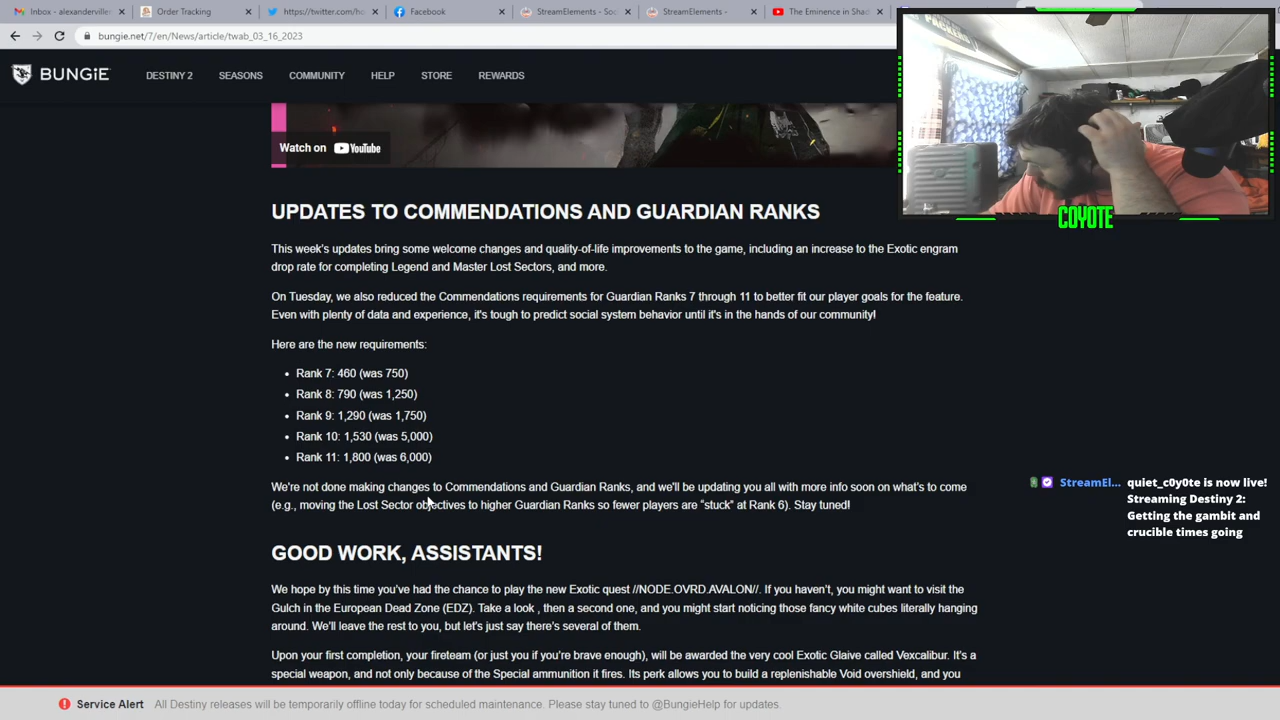 Inbox - alexanderviller
Order Tracking
https://twitter.com/ho
Facebook
StreamElements - Soc
StreamElements -
The Eminence in Shad
bungie.net/7/en/News/article/twab_03_16_2023
BUNGiE
DESTINY 2
SEASONS
COMMUNITY
HELP
STORE
REWARDS
Watch on YouTube
COYOTE
UPDATES TO COMMENDATIONS AND GUARDIAN RANKS
This week's updates bring some welcome changes and quality-of-life improvements to the game, including an increase to the Exotic engram
drop rate for completing Legend and Master Lost Sectors, and more.
On Tuesday, we also reduced the Commendations requirements for Guardian Ranks 7 through 11 to better fit our player goals for the feature.
Even with plenty of data and experience, it's tough to predict social system behavior until it's in the hands of our community!
Here are the new requirements:
• Rank 7: 460 (was 750)
• Rank 8: 790 (was 1,250)
• Rank 9: 1,290 (was 1,750)
• Rank 10: 1,530 (was 5,000)
• Rank 11: 1,800 (was 6,000)
We're not done making changes to Commendations and Guardian Ranks, and we'll be updating you all with more info soon on what's to come
(e.g., moving the Lost Sector objectives to higher Guardian Ranks so fewer players are “stuck” at Rank 6). Stay tuned!
StreamEl... quiet_c0y0te is now live!
Streaming Destiny 2:
Getting the gambit and
crucible times going
GOOD WORK, ASSISTANTS!
We hope by this time you've had the chance to play the new Exotic quest //NODE.OVRD.AVALON//. If you haven't, you might want to visit the
Gulch in the European Dead Zone (EDZ). Take a look , then a second one, and you might start noticing those fancy white cubes literally hanging
around. We'll leave the rest to you, but let's just say there's several of them.
Upon your first completion, your fireteam (or just you if you're brave enough), will be awarded the very cool Exotic Glaive called Vexcalibur. It's a
special weapon, and not only because of the Special ammunition it fires. Its perk allows you to build a replenishable Void overshield, and you
Service Alert All Destiny releases will be temporarily offline today for scheduled maintenance. Please stay tuned to @BungieHelp for updates.